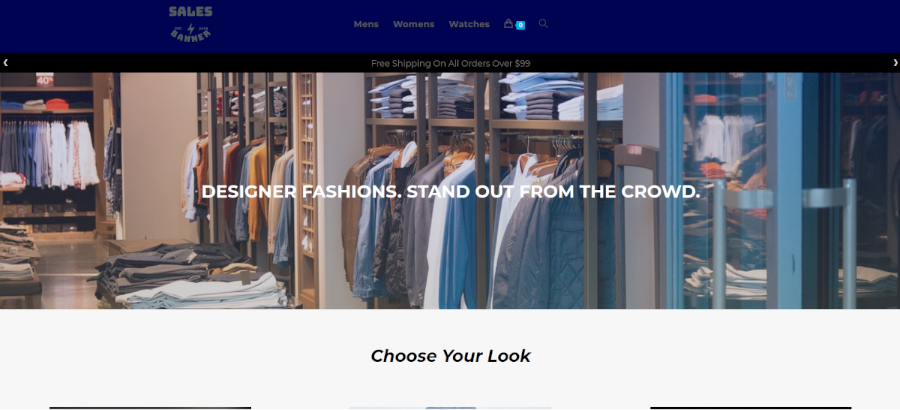 SALES
BANNER
Mens Womens Watches 0
Free Shipping On All Orders Over $99
40
DESIGNER FASHIONS. STAND OUT FROM THE CROWD.
Choose Your Look